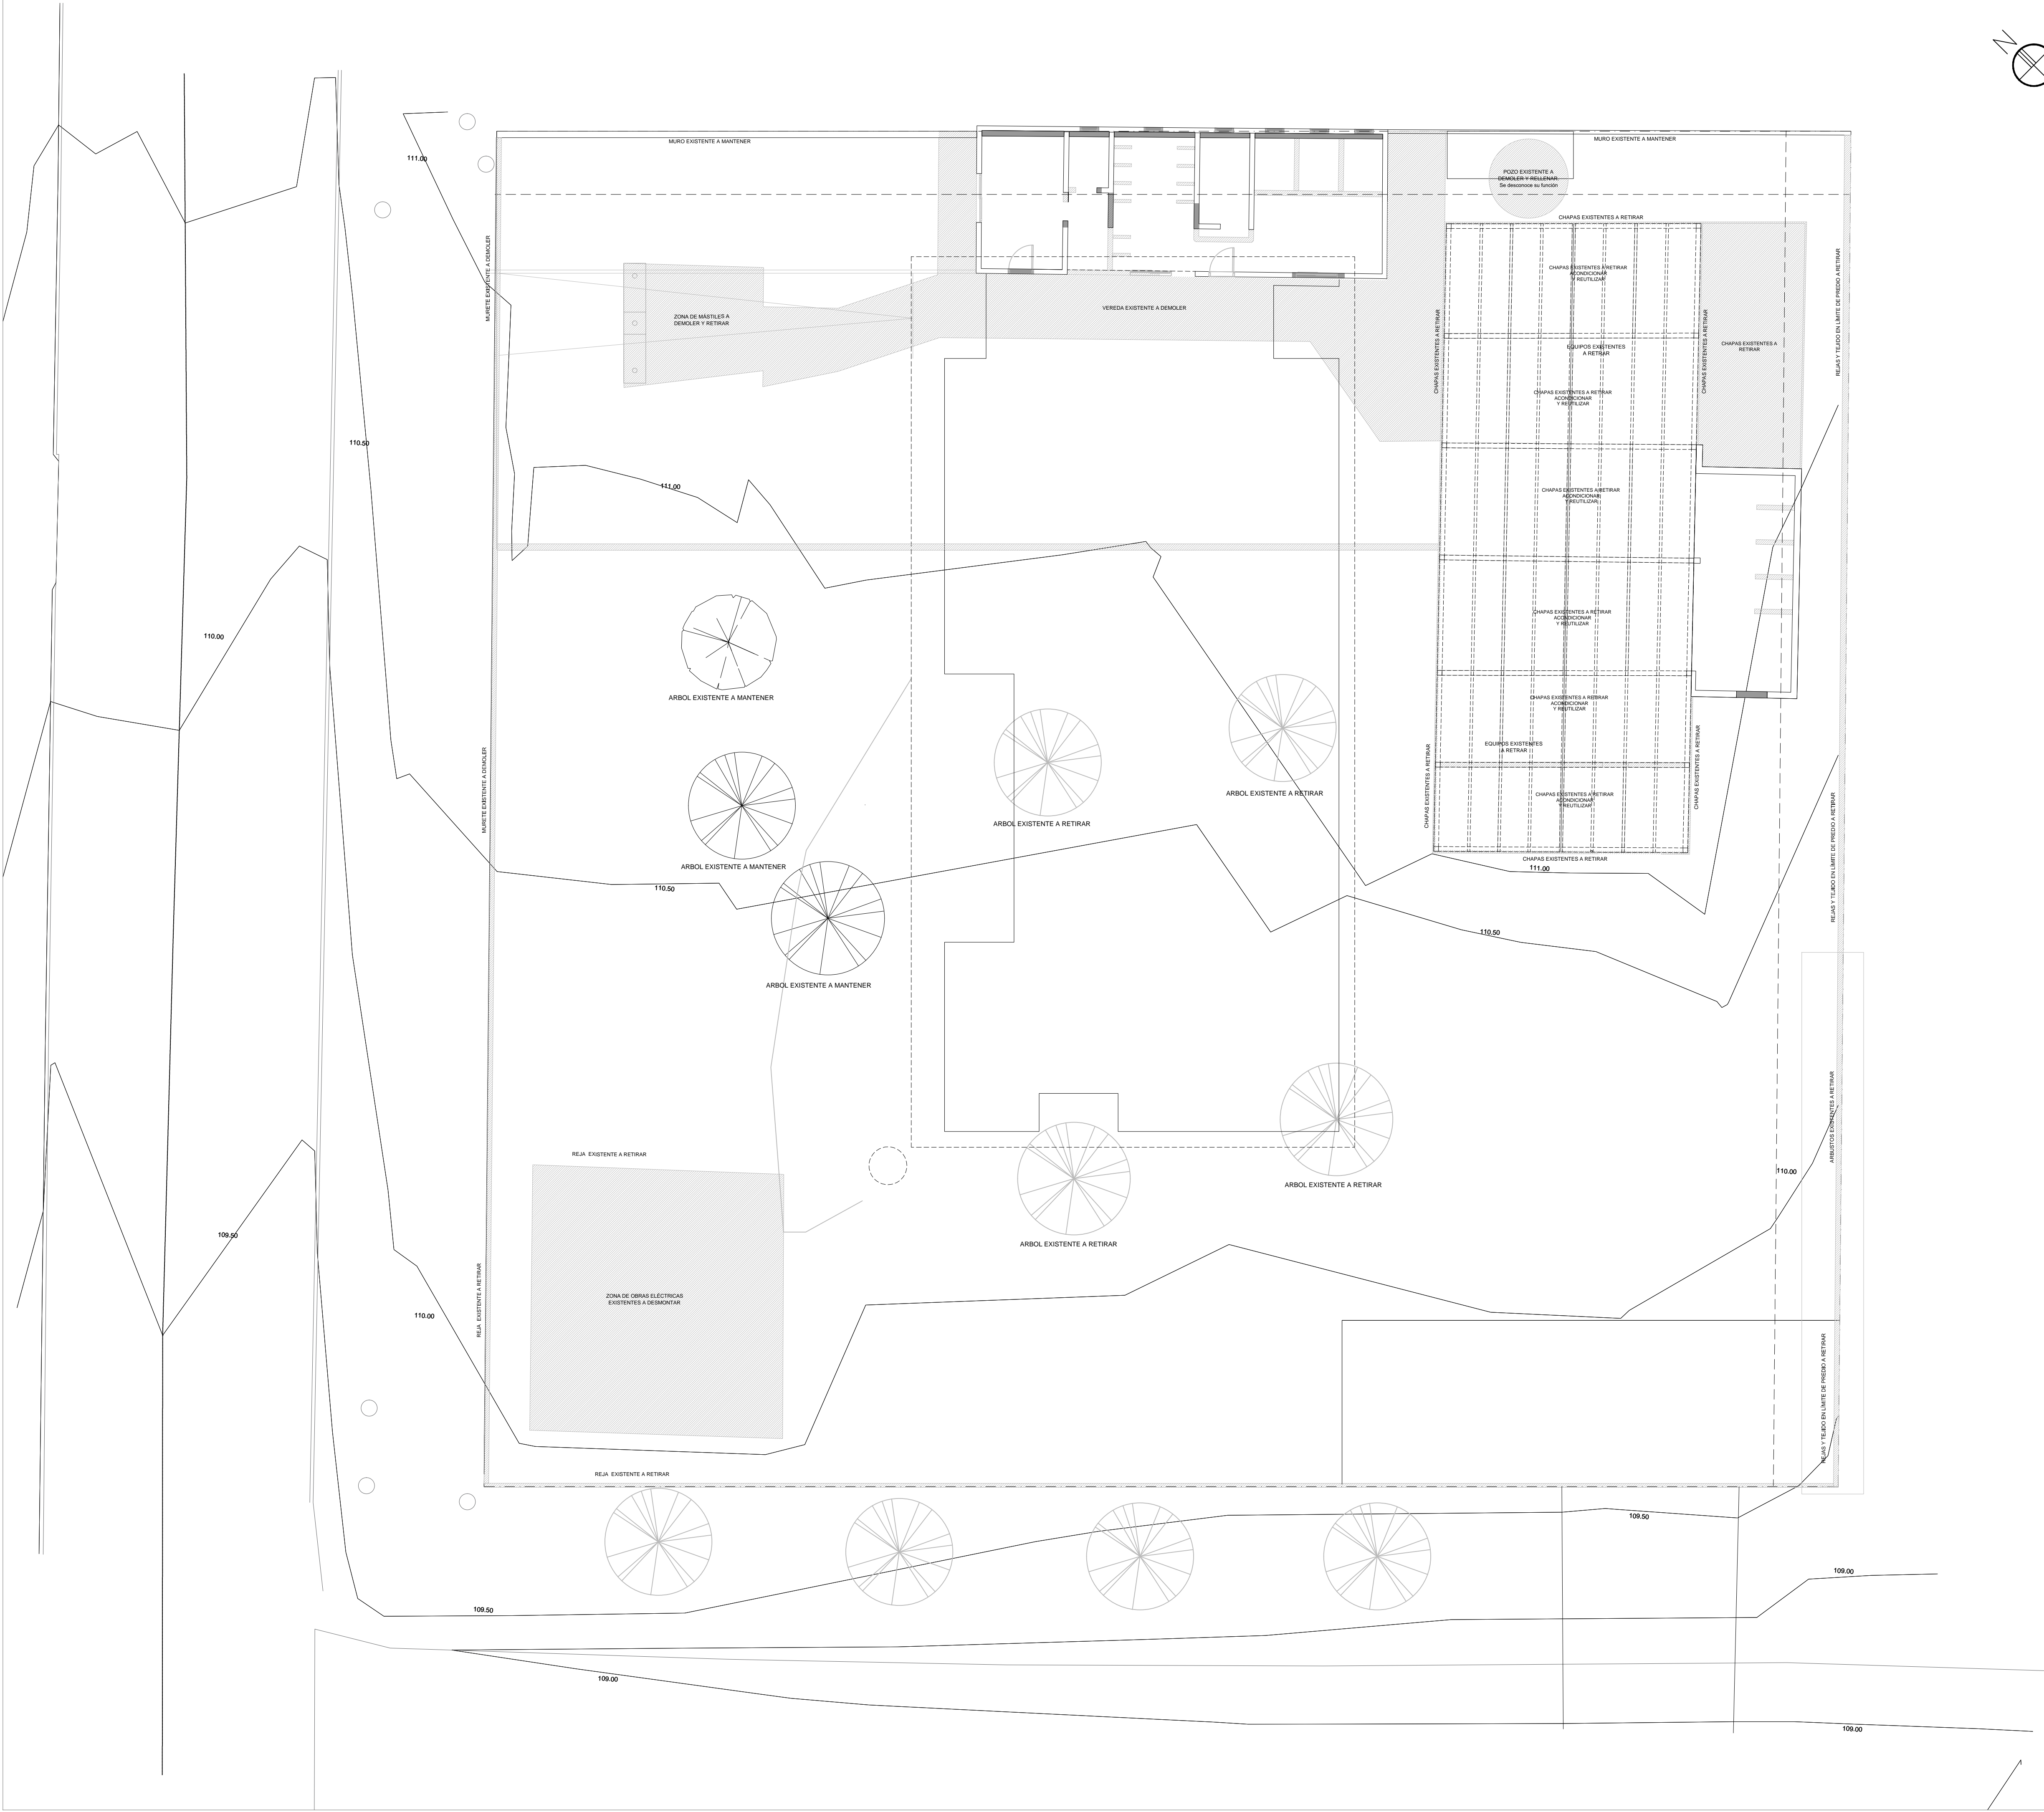 N
MURO EXISTENTE A MANTENER
MURO EXISTENTE A MANTENER
111.00
POZO EXISTENTE A
DEMOLER Y RELLENAR.
Se desconoce su función
CHAPAS EXISTENTES A RETIRAR
MURETE EXISTENTE A DEMOLER
CHAPAS EXISTENTES A RETIRAR
ACONDICIONAR
Y REUTILIZAR
REJAS Y TEJIDO EN LÍMITE DE PREDIO A RETIRAR
VEREDA EXISTENTE A DEMOLER
ZONA DE MÁSTILES A
DEMOLER Y RETIRAR
CHAPAS EXISTENTES A RETIRAR
EQUIPOS EXISTENTES
A RETIRAR
CHAPAS EXISTENTES A RETIRAR
CHAPAS EXISTENTES A
RETIRAR
CHAPAS EXISTENTES A RETIRAR
ACONDICIONAR
Y REUTILIZAR
110.50
111.00
CHAPAS EXISTENTES A RETIRAR
ACONDICIONAR
Y REUTILIZAR
110.00
CHAPAS EXISTENTES A RETIRAR
ACONDICIONAR
Y REUTILIZAR
ARBOL EXISTENTE A MANTENER
CHAPAS EXISTENTES A RETIRAR
ACONDICIONAR
Y REUTILIZAR
EQUIPOS EXISTENTES
A RETRAR
MURETE EXISTENTE A DEMOLER
CHAPAS EXISTENTES A RETIRAR
CHAPAS EXISTENTES A RETIRAR
ARBOL EXISTENTE A RETIRAR
CHAPAS EXISTENTES A RETIRAR
ACONDICIONAR
Y REUTILIZAR
ARBOL EXISTENTE A RETIRAR
REJAS Y TEJIDO EN LÍMITE DE PREDIO A RETIRAR
CHAPAS EXISTENTES A RETIRAR
ARBOL EXISTENTE A MANTENER
111.00
110.50
110.50
ARBOL EXISTENTE A MANTENER
ARBUSTOS EXISTENTES A RETIRAR
REJA EXISTENTE A RETIRAR
110.00
ARBOL EXISTENTE A RETIRAR
109.50
ARBOL EXISTENTE A RETIRAR
REJA EXISTENTE A RETIRAR
ZONA DE OBRAS ELÉCTRICAS
EXISTENTES A DESMONTAR
110.00
REJAS Y TEJIDO EN LÍMITE DE PREDIO A RETIRAR
REJA EXISTENTE A RETIRAR
109.50
109.00
109.50
109.00
109.00